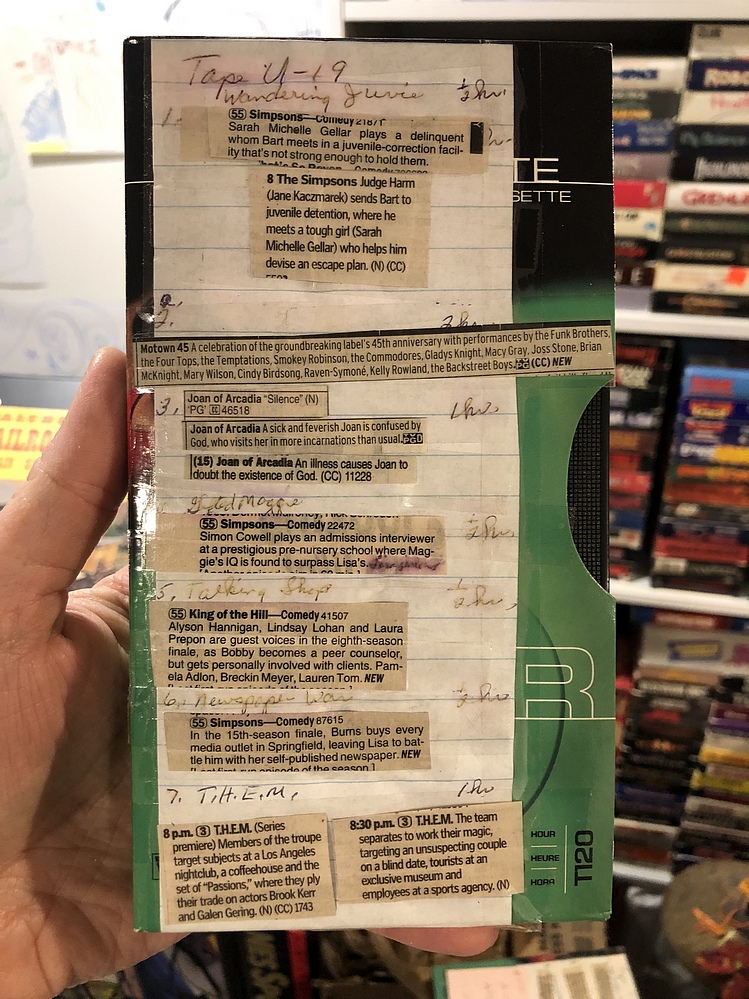 Tape U-19
Wandering Juvie ½ hr.
1.
(55) Simpsons—Comedy 21871
Sarah Michelle Gellar plays a delinquent
whom Bart meets in a juvenile-correction facil-
ity that's not strong enough to hold them.
8 The Simpsons Judge Harm
(Jane Kaczmarek) sends Bart to
juvenile detention, where he
meets a tough girl (Sarah
Michelle Gellar) who helps him
devise an escape plan. (N) (CC)
2. 2 hr.
Motown 45 A celebration of the groundbreaking label's 45th anniversary with performances by the Funk Brothers,
the Four Tops, the Temptations, Smokey Robinson, the Commodores, Gladys Knight, Macy Gray, Joss Stone, Brian
McKnight, Mary Wilson, Cindy Birdsong, Raven-Symoné, Kelly Rowland, the Backstreet Boys. PG (CC) NEW
3. 1 hr.
Joan of Arcadia "Silence" (N)
'PG' 46518
Joan of Arcadia A sick and feverish Joan is confused by
God, who visits her in more incarnations than usual.
(15) Joan of Arcadia An illness causes Joan to
doubt the existence of God. (CC) 11228
½ hr.
(55) Simpsons—Comedy 22472
Simon Cowell plays an admissions interviewer
at a prestigious pre-nursery school where Mag-
gie's IQ is found to surpass Lisa's.
5. Talking Shop ½ hr.
(55) King of the Hill—Comedy 41507
Alyson Hannigan, Lindsay Lohan and Laura
Prepon are guest voices in the eighth-season
finale, as Bobby becomes a peer counselor,
but gets personally involved with clients. Pam-
ela Adlon, Breckin Meyer, Lauren Tom. NEW
6. Newspaper War ½ hr
(55) Simpsons—Comedy 87615
In the 15th-season finale, Burns buys every
media outlet in Springfield, leaving Lisa to bat-
tle him with her self-published newspaper. NEW
[Last first-run episode of the season.]
7. T.H.E.M. 1 hr
8 p.m. (3) T.H.E.M. (Series
premiere) Members of the troupe
target subjects at a Los Angeles
nightclub, a coffeehouse and the
set of "Passions," where they ply
their trade on actors Brook Kerr
and Galen Gering. (N) (CC) 1743
8:30 p.m. (3) T.H.E.M. The team
separates to work their magic,
targeting an unsuspecting couple
on a blind date, tourists at an
exclusive museum and
employees at a sports agency. (N)
HOUR
HEURE
HORA
T120